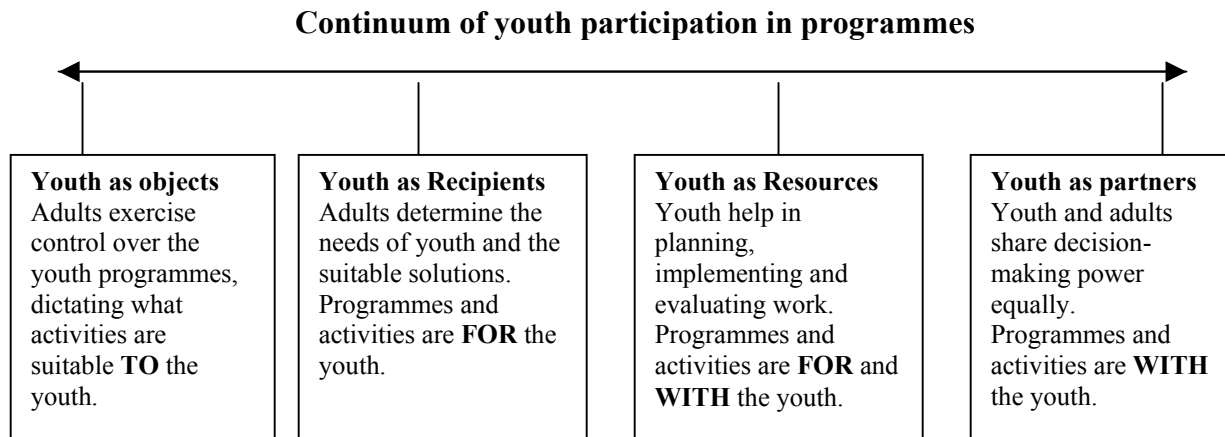 Continuum of youth participation in programmes
Youth as objects
Adults exercise
control over the
youth programmes,
dictating what
activities are
suitable TO the
youth.
Youth as Recipients
Adults determine the
needs of youth and the
suitable solutions.
Programmes and
activities are FOR the
youth.
Youth as Resources
Youth help in
planning,
implementing and
evaluating work.
Programmes and
activities are FOR and
WITH the youth.
Youth as partners
Youth and adults
share decision-
making power
equally.
Programmes and
activities are WITH
the youth.